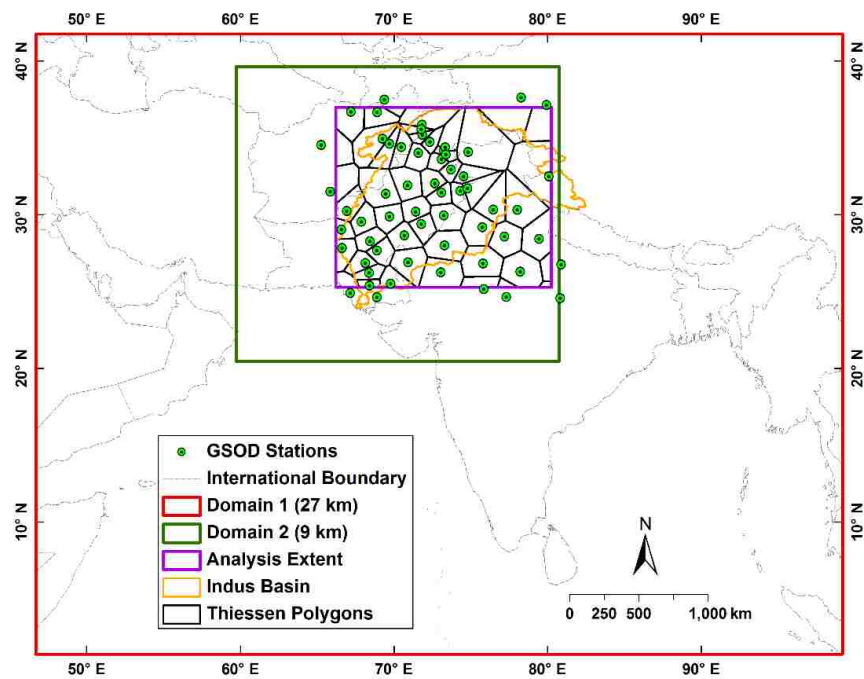 50° E 60° E 70° E 80° E 90° E
40° N 40° N
30° N 30° N
20° N 20° N
10° N 10° N
GSOD Stations
International Boundary
Domain 1 (27 km)
Domain 2 (9 km)
Analysis Extent
Indus Basin
Thiessen Polygons
N
0 250 500 1,000 km
50° E 60° E 70° E 80° E 90° E